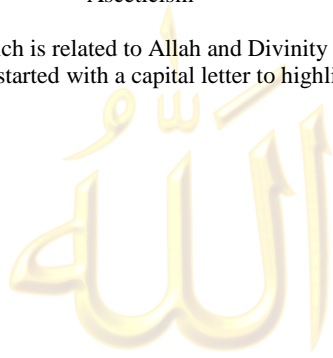 Asceticism
ch is related to Allah and Divinity
started with a capital letter to highli
الله